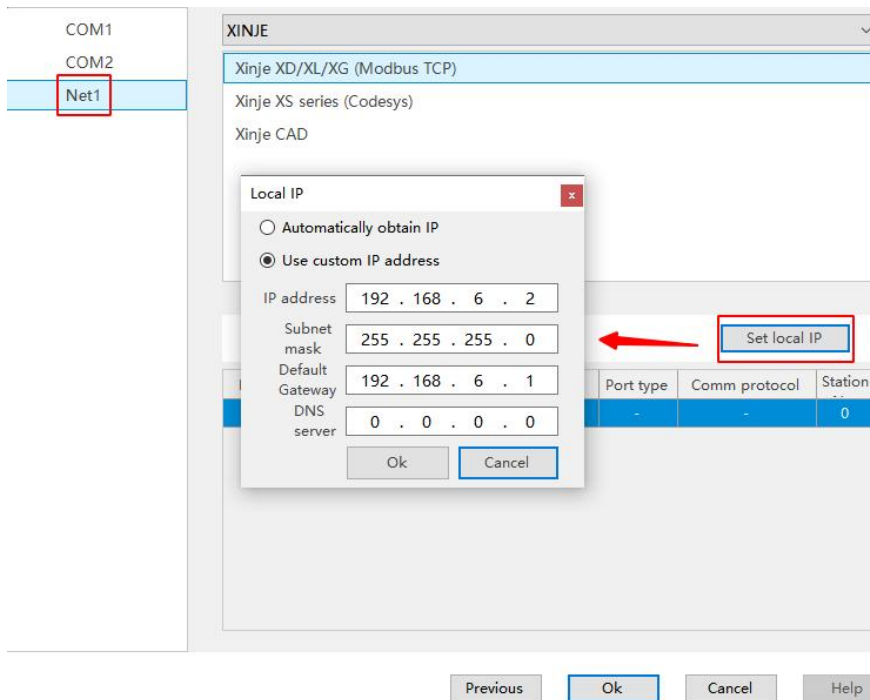 COM1
COM2
Net1
XINJE
Xinje XD/XL/XG (Modbus TCP)
Xinje XS series (Codesys)
Xinje CAD
Local IP
x
Automatically obtain IP
Use custom IP address
IP address 192 . 168 . 6 . 2
Subnet
mask 255 . 255 . 255 . 0
Default
Gateway 192 . 168 . 6 . 1
DNS
server 0 . 0 . 0 . 0
Ok Cancel
Set local IP
Port type Comm protocol Station
- - 0
Previous Ok Cancel Help